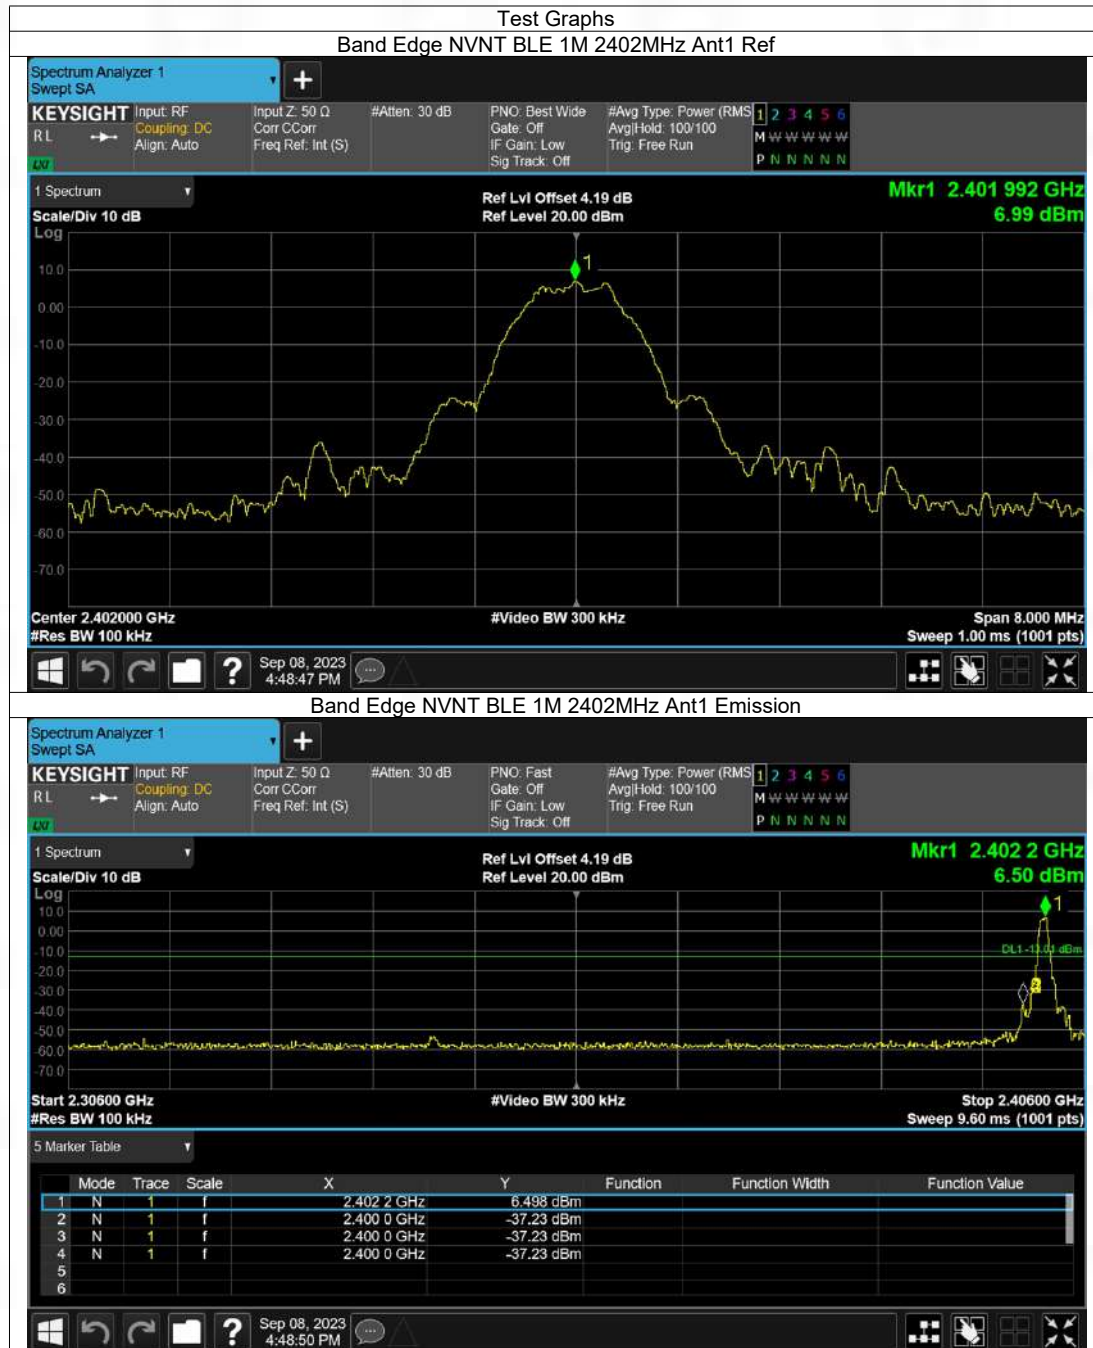 Test Graphs
Band Edge NVNT BLE 1M 2402MHz Ant1 Ref
Spectrum Analyzer 1
Swept SA
KEYSIGHT Input: RF Input Z: 50 Ω #Atten: 30 dB PNO: Best Wide #Avg Type: Power (RMS 1 2 3 4 5 6
RL Coupling: DC Corr CCorr Gate: Off Avg|Hold: 100/100 M W W W W W
Align: Auto Freq Ref: Int (S) IF Gain: Low Trig: Free Run
LXI Sig Track: Off P N N N N N
1 Spectrum Ref Lvl Offset 4.19 dB Mkr1 2.401 992 GHz
Scale/Div 10 dB Ref Level 20.00 dBm 6.99 dBm
Log
1
10.0
0.00
-10.0
-20.0
-30.0
-40.0
-50.0
-60.0
-70.0
Center 2.402000 GHz #Video BW 300 kHz Span 8.000 MHz
#Res BW 100 kHz Sweep 1.00 ms (1001 pts)
? Sep 08, 2023
4:48:47 PM
Band Edge NVNT BLE 1M 2402MHz Ant1 Emission
Spectrum Analyzer 1
Swept SA
KEYSIGHT Input: RF Input Z: 50 Ω #Atten: 30 dB PNO: Fast #Avg Type: Power (RMS 1 2 3 4 5 6
RL Coupling: DC Corr CCorr Gate: Off Avg|Hold: 100/100 M W W W W W
Align: Auto Freq Ref: Int (S) IF Gain: Low Trig: Free Run
LXI Sig Track: Off P N N N N N
1 Spectrum Ref Lvl Offset 4.19 dB Mkr1 2.402 2 GHz
Scale/Div 10 dB Ref Level 20.00 dBm 6.50 dBm
Log
1
10.0
0.00
-10.0 DL1 -13.01 dBm
-20.0
-30.0
-40.0
-50.0
-60.0
-70.0
Start 2.30600 GHz #Video BW 300 kHz Stop 2.40600 GHz
#Res BW 100 kHz Sweep 9.60 ms (1001 pts)
5 Marker Table
Mode Trace Scale X Y Function Function Width Function Value
1 N 1 f 2.402 2 GHz 6.498 dBm
2 N 1 f 2.400 0 GHz -37.23 dBm
3 N 1 f 2.400 0 GHz -37.23 dBm
4 N 1 f 2.400 0 GHz -37.23 dBm
5
6
? Sep 08, 2023
4:48:50 PM